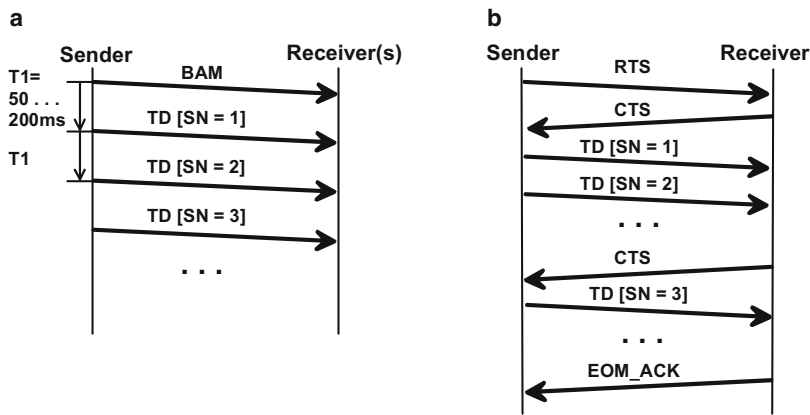 a
Sender
Receiver(s)
T1=
50 . . .
200ms
T1
BAM
TD [SN = 1]
TD [SN = 2]
TD [SN = 3]
. . .
b
Sender
Receiver
RTS
CTS
TD [SN = 1]
TD [SN = 2]
. . .
CTS
TD [SN = 3]
. . .
EOM_ACK